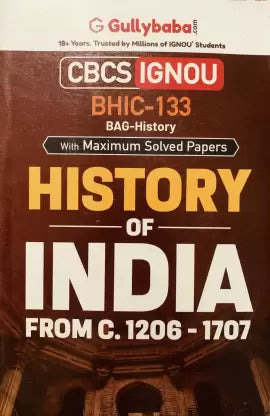 Gullybaba.com
18+ Years. Trusted by Millions of IGNOU' Students
CBCS IGNOU
BHIC-133
BAG-History
With Maximum Solved Papers
HISTORY
OF
INDIA
FROM C. 1206 - 1707